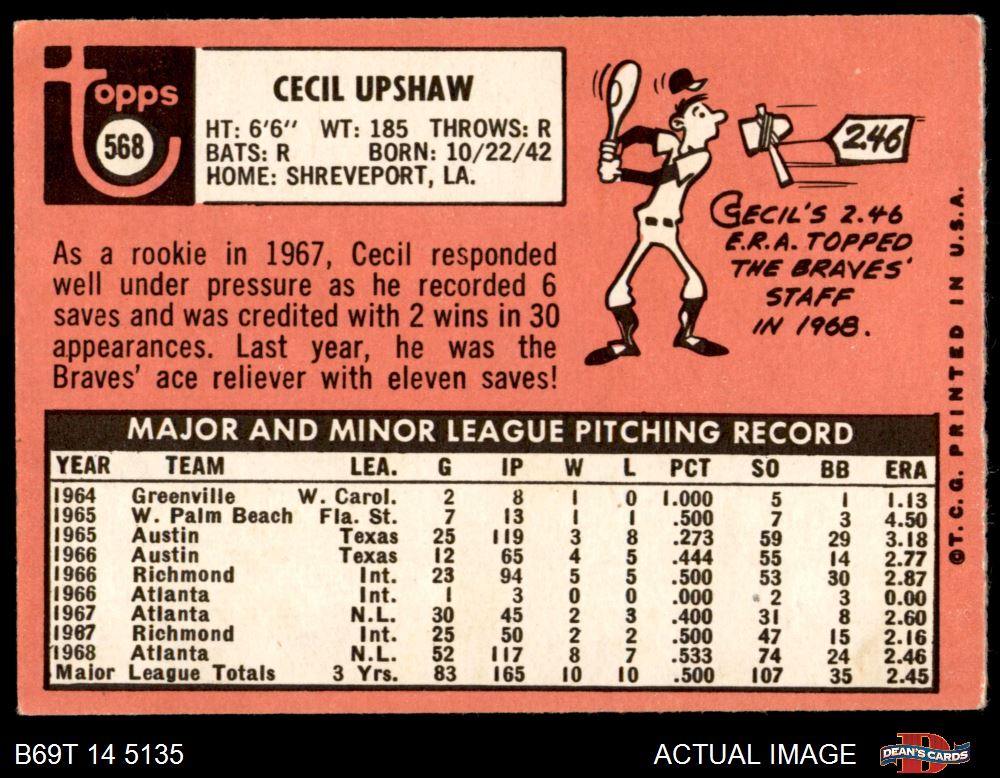 topps
568
CECIL UPSHAW
HT: 6'6" WT: 185 THROWS: R
BATS: R BORN: 10/22/42
HOME: SHREVEPORT, LA.
As a rookie in 1967, Cecil responded
well under pressure as he recorded 6
saves and was credited with 2 wins in 30
appearances. Last year, he was the
Braves' ace reliever with eleven saves!
2.46
CECIL'S 2.46
E.R.A. TOPPED
THE BRAVES'
STAFF
IN 1968.
©T.C.G. PRINTED IN U.S.A.
MAJOR AND MINOR LEAGUE PITCHING RECORD
YEAR TEAM LEA. G IP W L PCT SO BB ERA
1964 Greenville W. Carol. 2 8 1 0 1.000 5 1 1.13
1965 W. Palm Beach Fla. St. 7 13 1 1 .500 7 3 4.50
1965 Austin Texas 25 119 3 8 .273 59 29 3.18
1966 Austin Texas 12 65 4 5 .444 55 14 2.77
1966 Richmond Int. 23 94 5 5 .500 53 30 2.87
1966 Atlanta Int. 1 3 0 0 .000 2 3 0.00
1967 Atlanta N.L. 30 45 2 3 .400 31 8 2.60
1967 Richmond Int. 25 50 2 2 .500 47 15 2.16
1968 Atlanta N.L. 52 117 8 7 .533 74 24 2.46
Major League Totals 3 Yrs. 83 165 10 10 .500 107 35 2.45
B69T 14 5135
ACTUAL IMAGE
DEAN'S CARDS